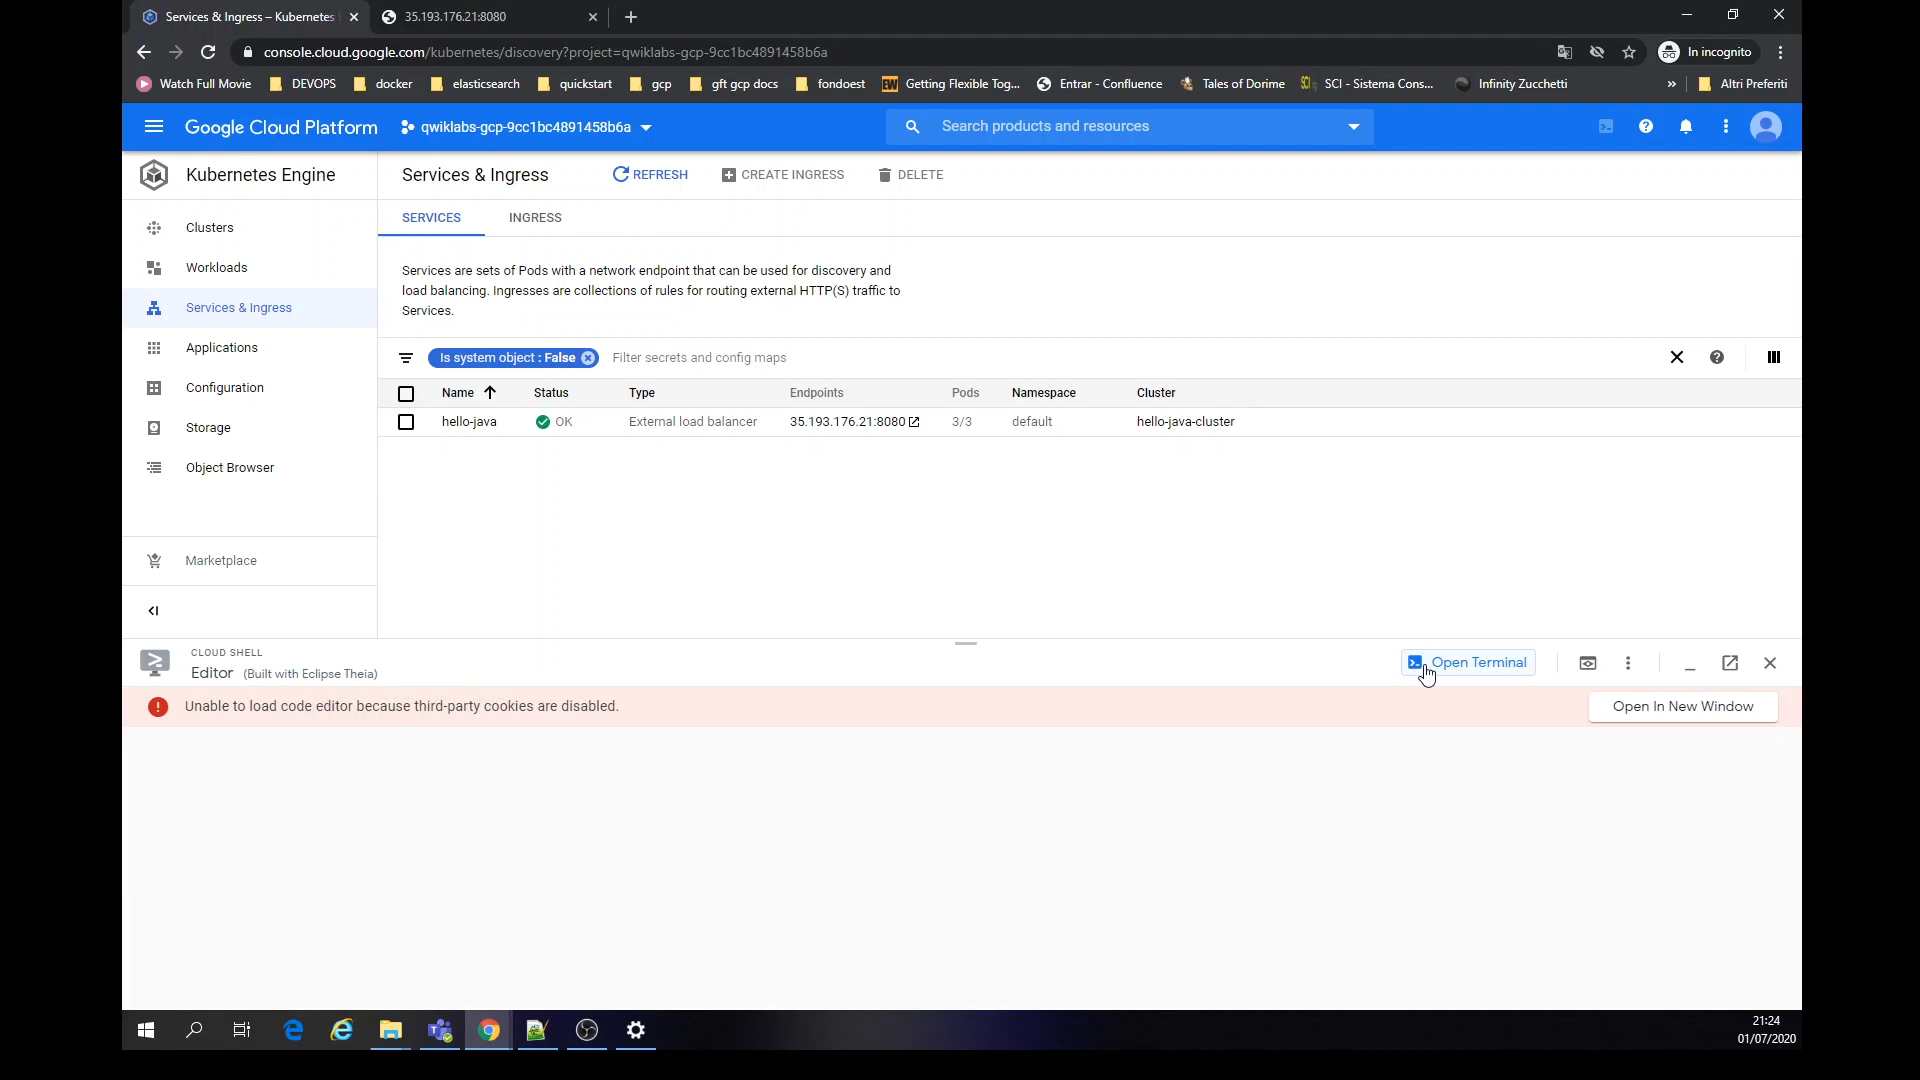 Services & Ingress – Kubernetes
35.193.176.21:8080
console.cloud.google.com/kubernetes/discovery?project=qwiklabs-gcp-9cc1bc4891458b6a
In incognito
Watch Full Movie
DEVOPS
docker
elasticsearch
quickstart
gcp
gft gcp docs
fondoest
EW
Getting Flexible Tog...
Entrar - Confluence
Tales of Dorime
SCI - Sistema Cons...
Infinity Zucchetti
»
Altri Preferiti
Google Cloud Platform
qwiklabs-gcp-9cc1bc4891458b6a
Search products and resources
Kubernetes Engine
Services & Ingress
REFRESH
CREATE INGRESS
DELETE
Clusters
Workloads
Services & Ingress
Applications
Configuration
Storage
Object Browser
Marketplace
SERVICES
INGRESS
Services are sets of Pods with a network endpoint that can be used for discovery and
load balancing. Ingresses are collections of rules for routing external HTTP(S) traffic to
Services.
Is system object : False
Filter secrets and config maps
Name Status Type Endpoints Pods Namespace Cluster
hello-java OK External load balancer 35.193.176.21:8080 3/3 default hello-java-cluster
CLOUD SHELL
Editor (Built with Eclipse Theia)
Open Terminal
Unable to load code editor because third-party cookies are disabled.
Open In New Window
21:24
01/07/2020